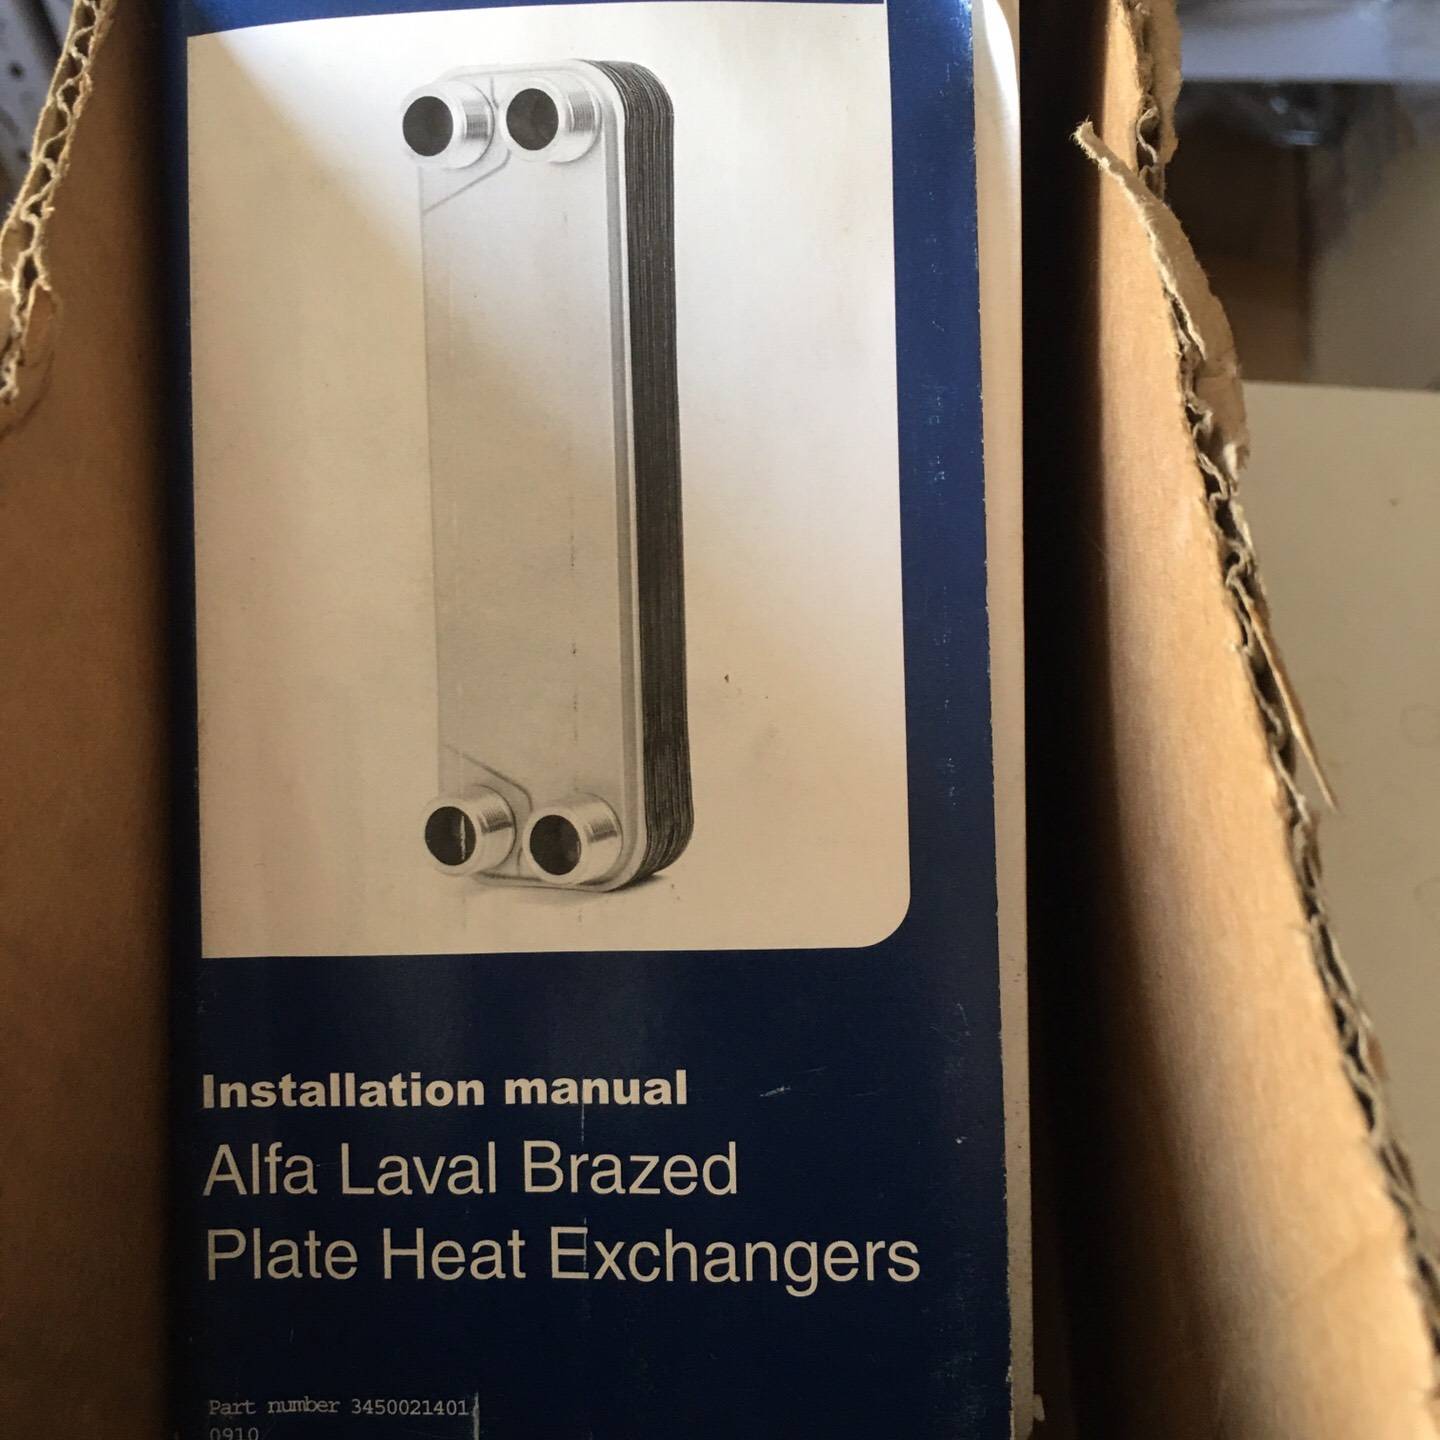 Installation manual
Alfa Laval Brazed
Plate Heat Exchangers
Part number 3450021401
0910